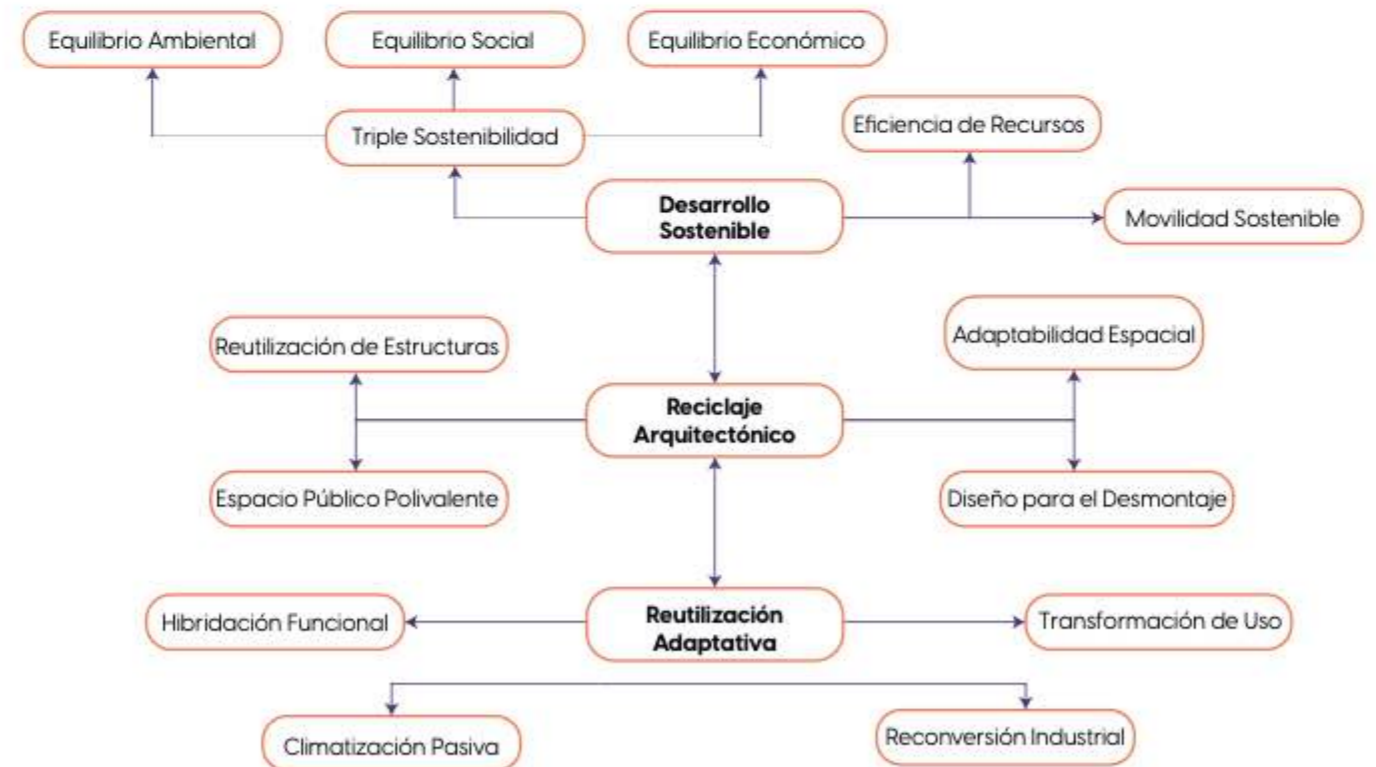 Equilibrio Ambiental
Equilibrio Social
Equilibrio Económico
Triple Sostenibilidad
Eficiencia de Recursos
Desarrollo
Sostenible
Movilidad Sostenible
Reutilización de Estructuras
Adaptabilidad Espacial
Reciclaje
Arquitectónico
Espacio Público Polivalente
Diseño para el Desmontaje
Hibridación Funcional
Reutilización
Adaptativa
Transformación de Uso
Climatización Pasiva
Reconversión Industrial